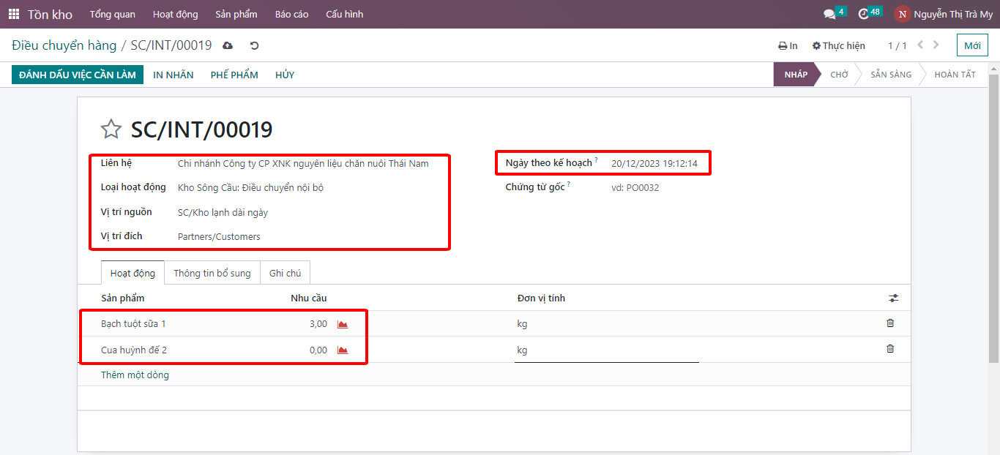 Tồn kho Tổng quan Hoạt động Sản phẩm Báo cáo Cấu hình 4 48 N Nguyễn Thị Trà My
Điều chuyển hàng / SC/INT/00019 In Thực hiện 1 / 1 Mới
ĐÁNH DẤU VIỆC CẦN LÀM IN NHÃN PHẾ PHẨM HỦY NHÁP CHỜ SẴN SÀNG HOÀN TẤT
SC/INT/00019
Liên hệ Chi nhánh Công ty CP XNK nguyên liệu chăn nuôi Thái Nam Ngày theo kế hoạch ? 20/12/2023 19:12:14
Loại hoạt động Kho Sông Cầu: Điều chuyển nội bộ Chứng từ gốc ? vd: PO0032
Vị trí nguồn SC/Kho lạnh dài ngày
Vị trí đích Partners/Customers
Hoạt động Thông tin bổ sung Ghi chú
Sản phẩm Nhu cầu Đơn vị tính
Bạch tuột sữa 1 3,00 kg
Cua huỳnh đế 2 0,00 kg
Thêm một dòng